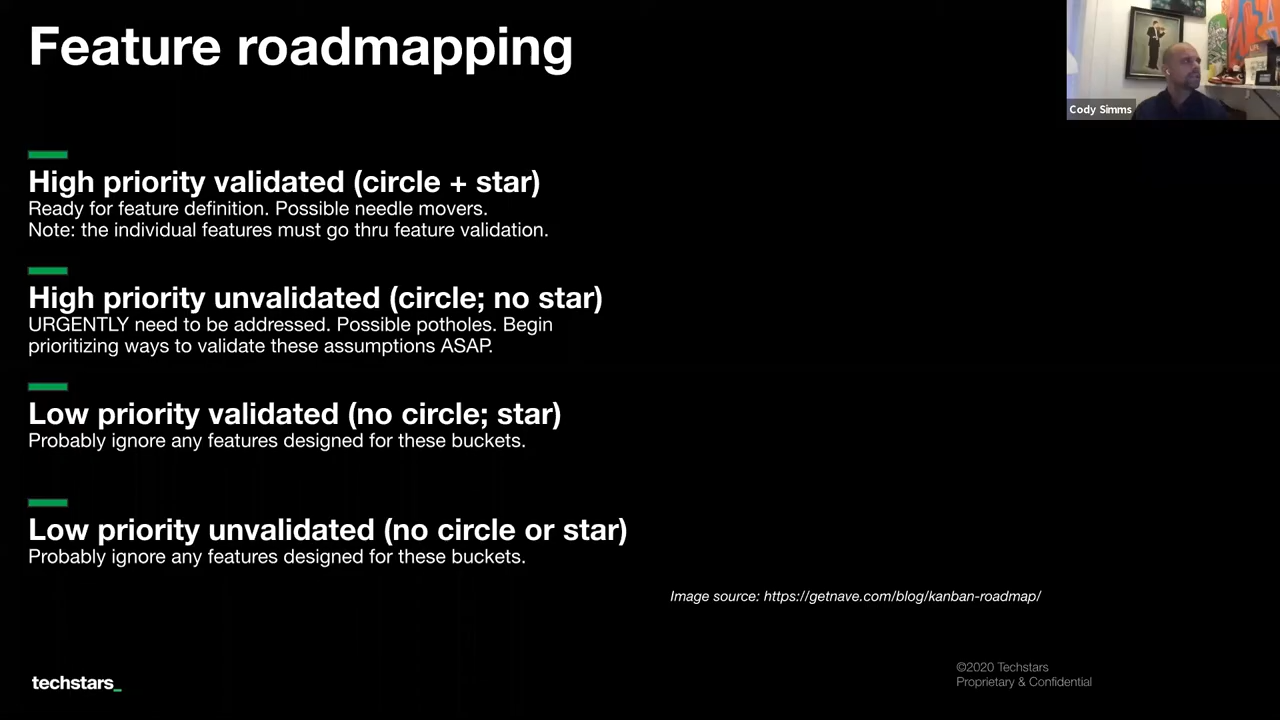 Feature roadmapping
Cody Simms
High priority validated (circle + star)
Ready for feature definition. Possible needle movers.
Note: the individual features must go thru feature validation.
High priority unvalidated (circle; no star)
URGENTLY need to be addressed. Possible potholes. Begin
prioritizing ways to validate these assumptions ASAP.
Low priority validated (no circle; star)
Probably ignore any features designed for these buckets.
Low priority unvalidated (no circle or star)
Probably ignore any features designed for these buckets.
Image source: https://getnave.com/blog/kanban-roadmap/
©2020 Techstars
Proprietary & Confidential
techstars_